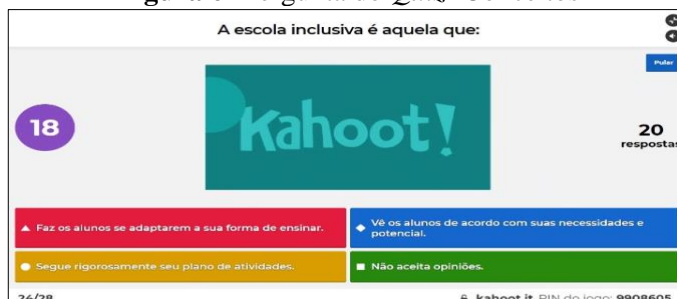 A escola inclusiva é aquela que:
Pular
18
Kahoot!
20
respostas
Faz os alunos se adaptarem a sua forma de ensinar.
Vê os alunos de acordo com suas necessidades e
potencial.
Segue rigorosamente seu plano de atividades.
Não aceita opiniões.
24/28
kahoot.it PIN do jogo: 9908605